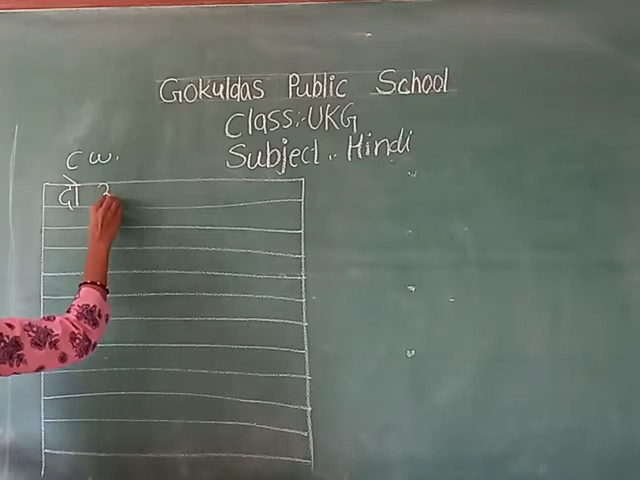 Gokuldas Public School
Class:- UKG
Subject :- Hindi
C W.
दो